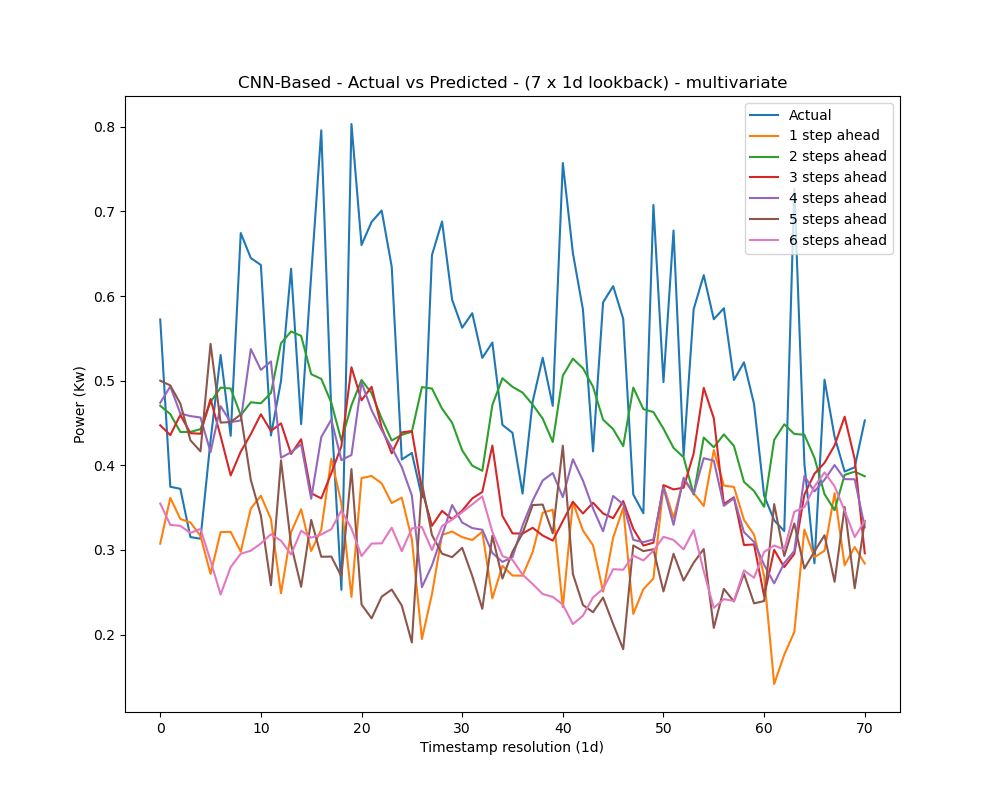 CNN-Based - Actual vs Predicted - (7 x 1d lookback) - multivariate
Actual
1 step ahead
2 steps ahead
3 steps ahead
4 steps ahead
5 steps ahead
6 steps ahead
Power (Kw)
0.8
0.7
0.6
0.5
0.4
0.3
0.2
0 10 20 30 40 50 60 70
Timestamp resolution (1d)